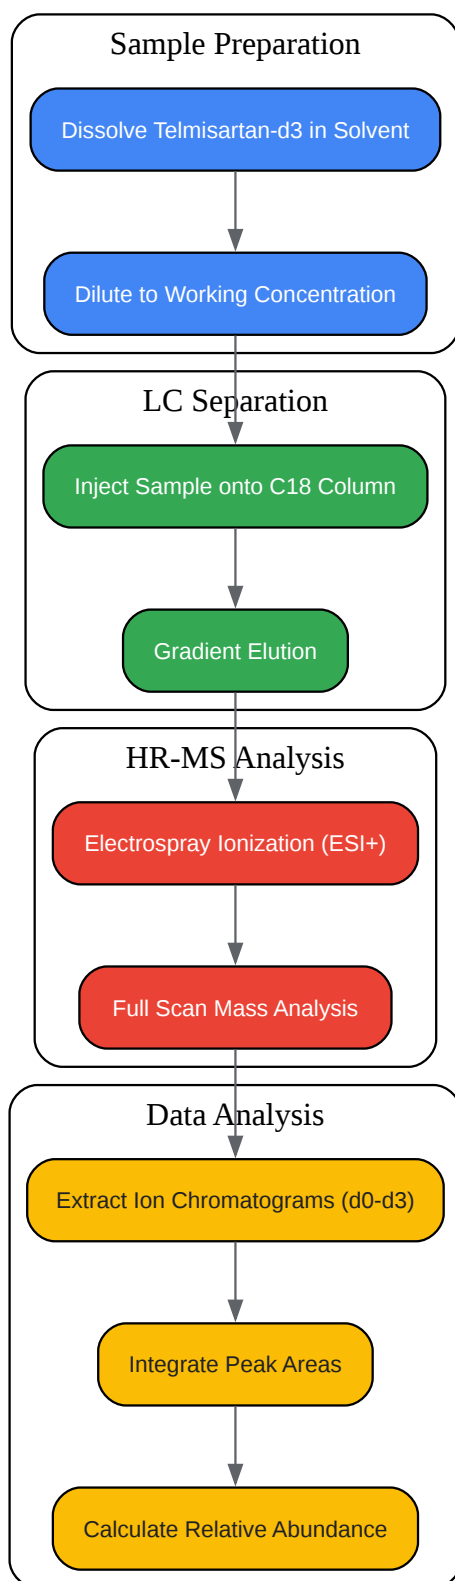 Sample Preparation
Dissolve Telmisartan-d3 in Solvent
Dilute to Working Concentration
LC Separation
Inject Sample onto C18 Column
Gradient Elution
HR-MS Analysis
Electrospray Ionization (ESI+)
Full Scan Mass Analysis
Data Analysis
Extract Ion Chromatograms (d0-d3)
Integrate Peak Areas
Calculate Relative Abundance